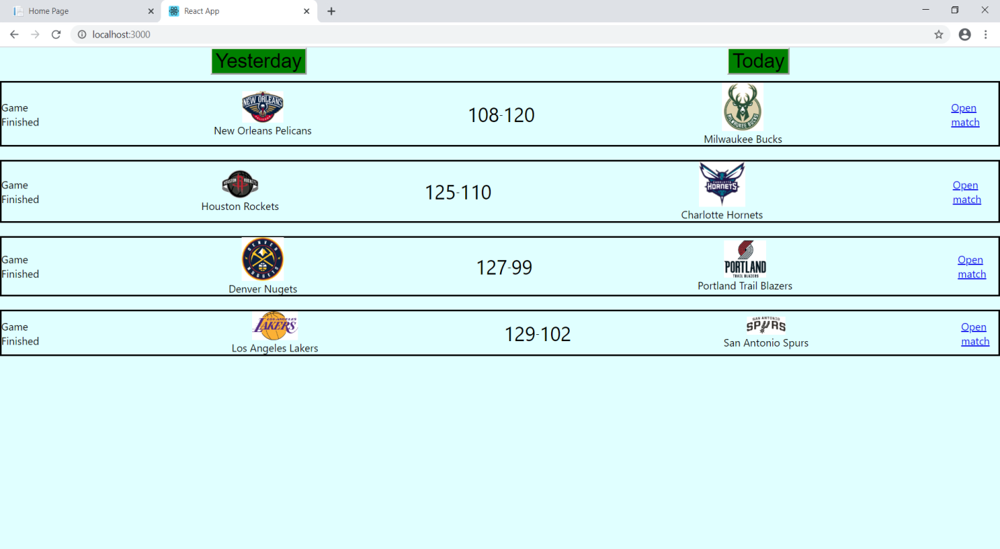 Home Page
React App
localhost:3000
Yesterday
Today
Game
Finished
NEW ORLEANS
PELICANS
New Orleans Pelicans
108-120
MILWAUKEE BUCKS
Milwaukee Bucks
Open
match
Game
Finished
HOUSTON ROCKETS
R
Houston Rockets
125-110
CHARLOTTE
HORNETS
Charlotte Hornets
Open
match
Game
Finished
DENVER
NUGGETS
Denver Nugets
127-99
PORTLAND
TRAIL BLAZERS
Portland Trail Blazers
Open
match
Game
Finished
LOS ANGELES
LAKERS
Los Angeles Lakers
129-102
SAN ANTONIO
SPURS
San Antonio Spurs
Open
match